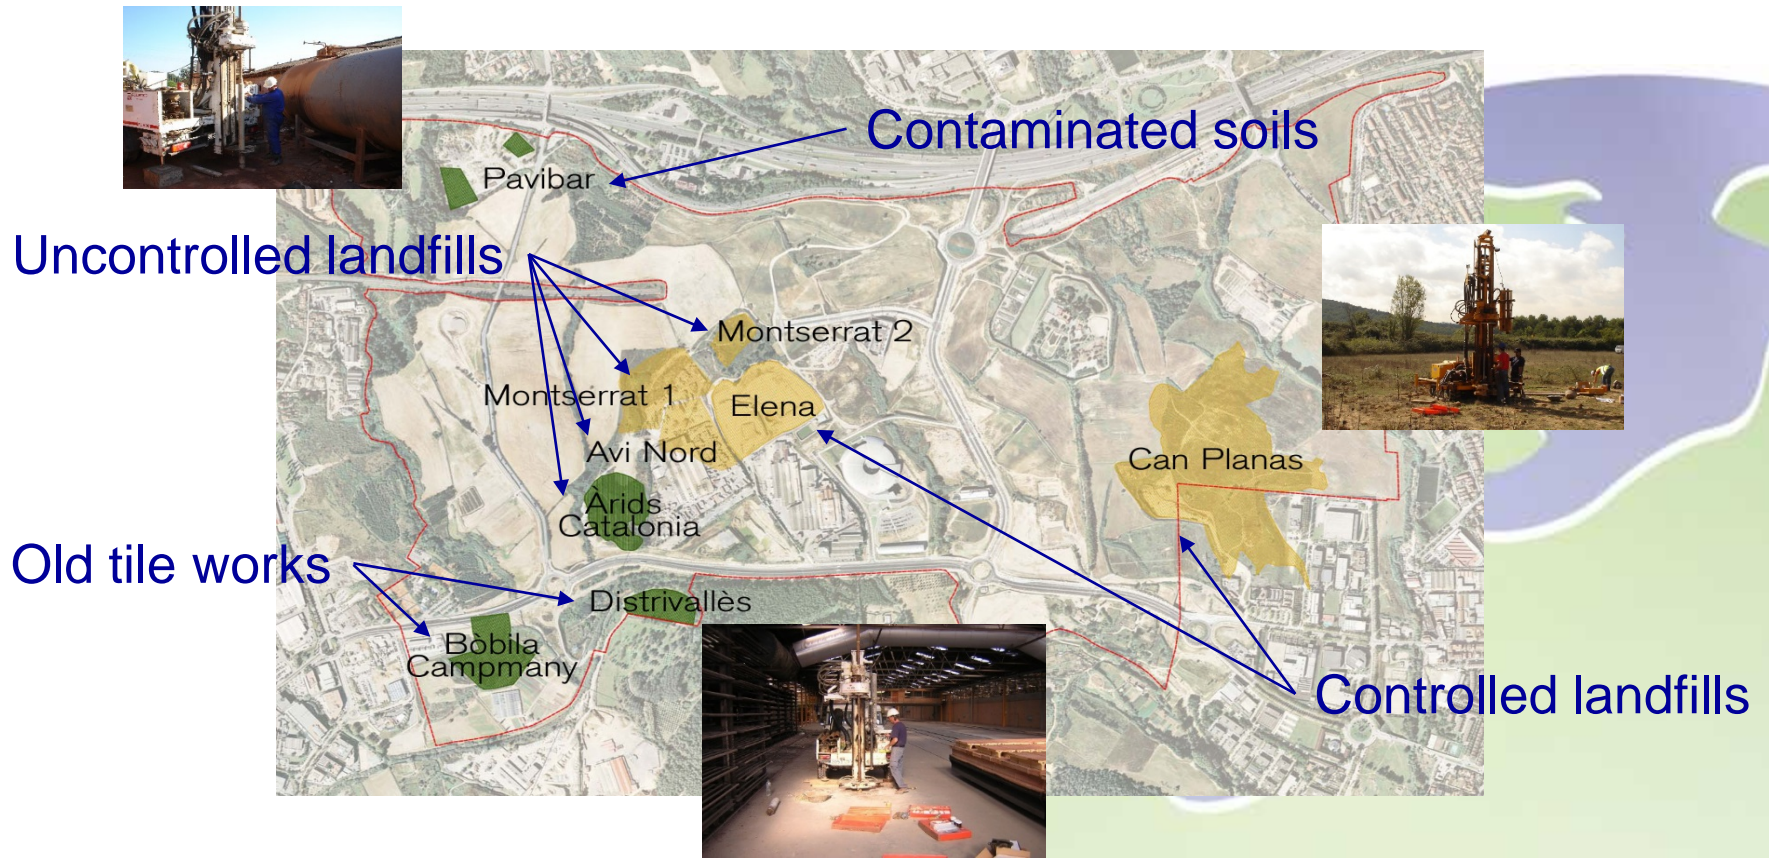 Contaminated soils
Pavibar
Uncontrolled landfills
Montserrat 2
Montserrat 1
Elena
Avi Nord
Can Planas
Àrids
Catalonia
Old tile works
Distrivallès
Bòbila
Campmany
Controlled landfills